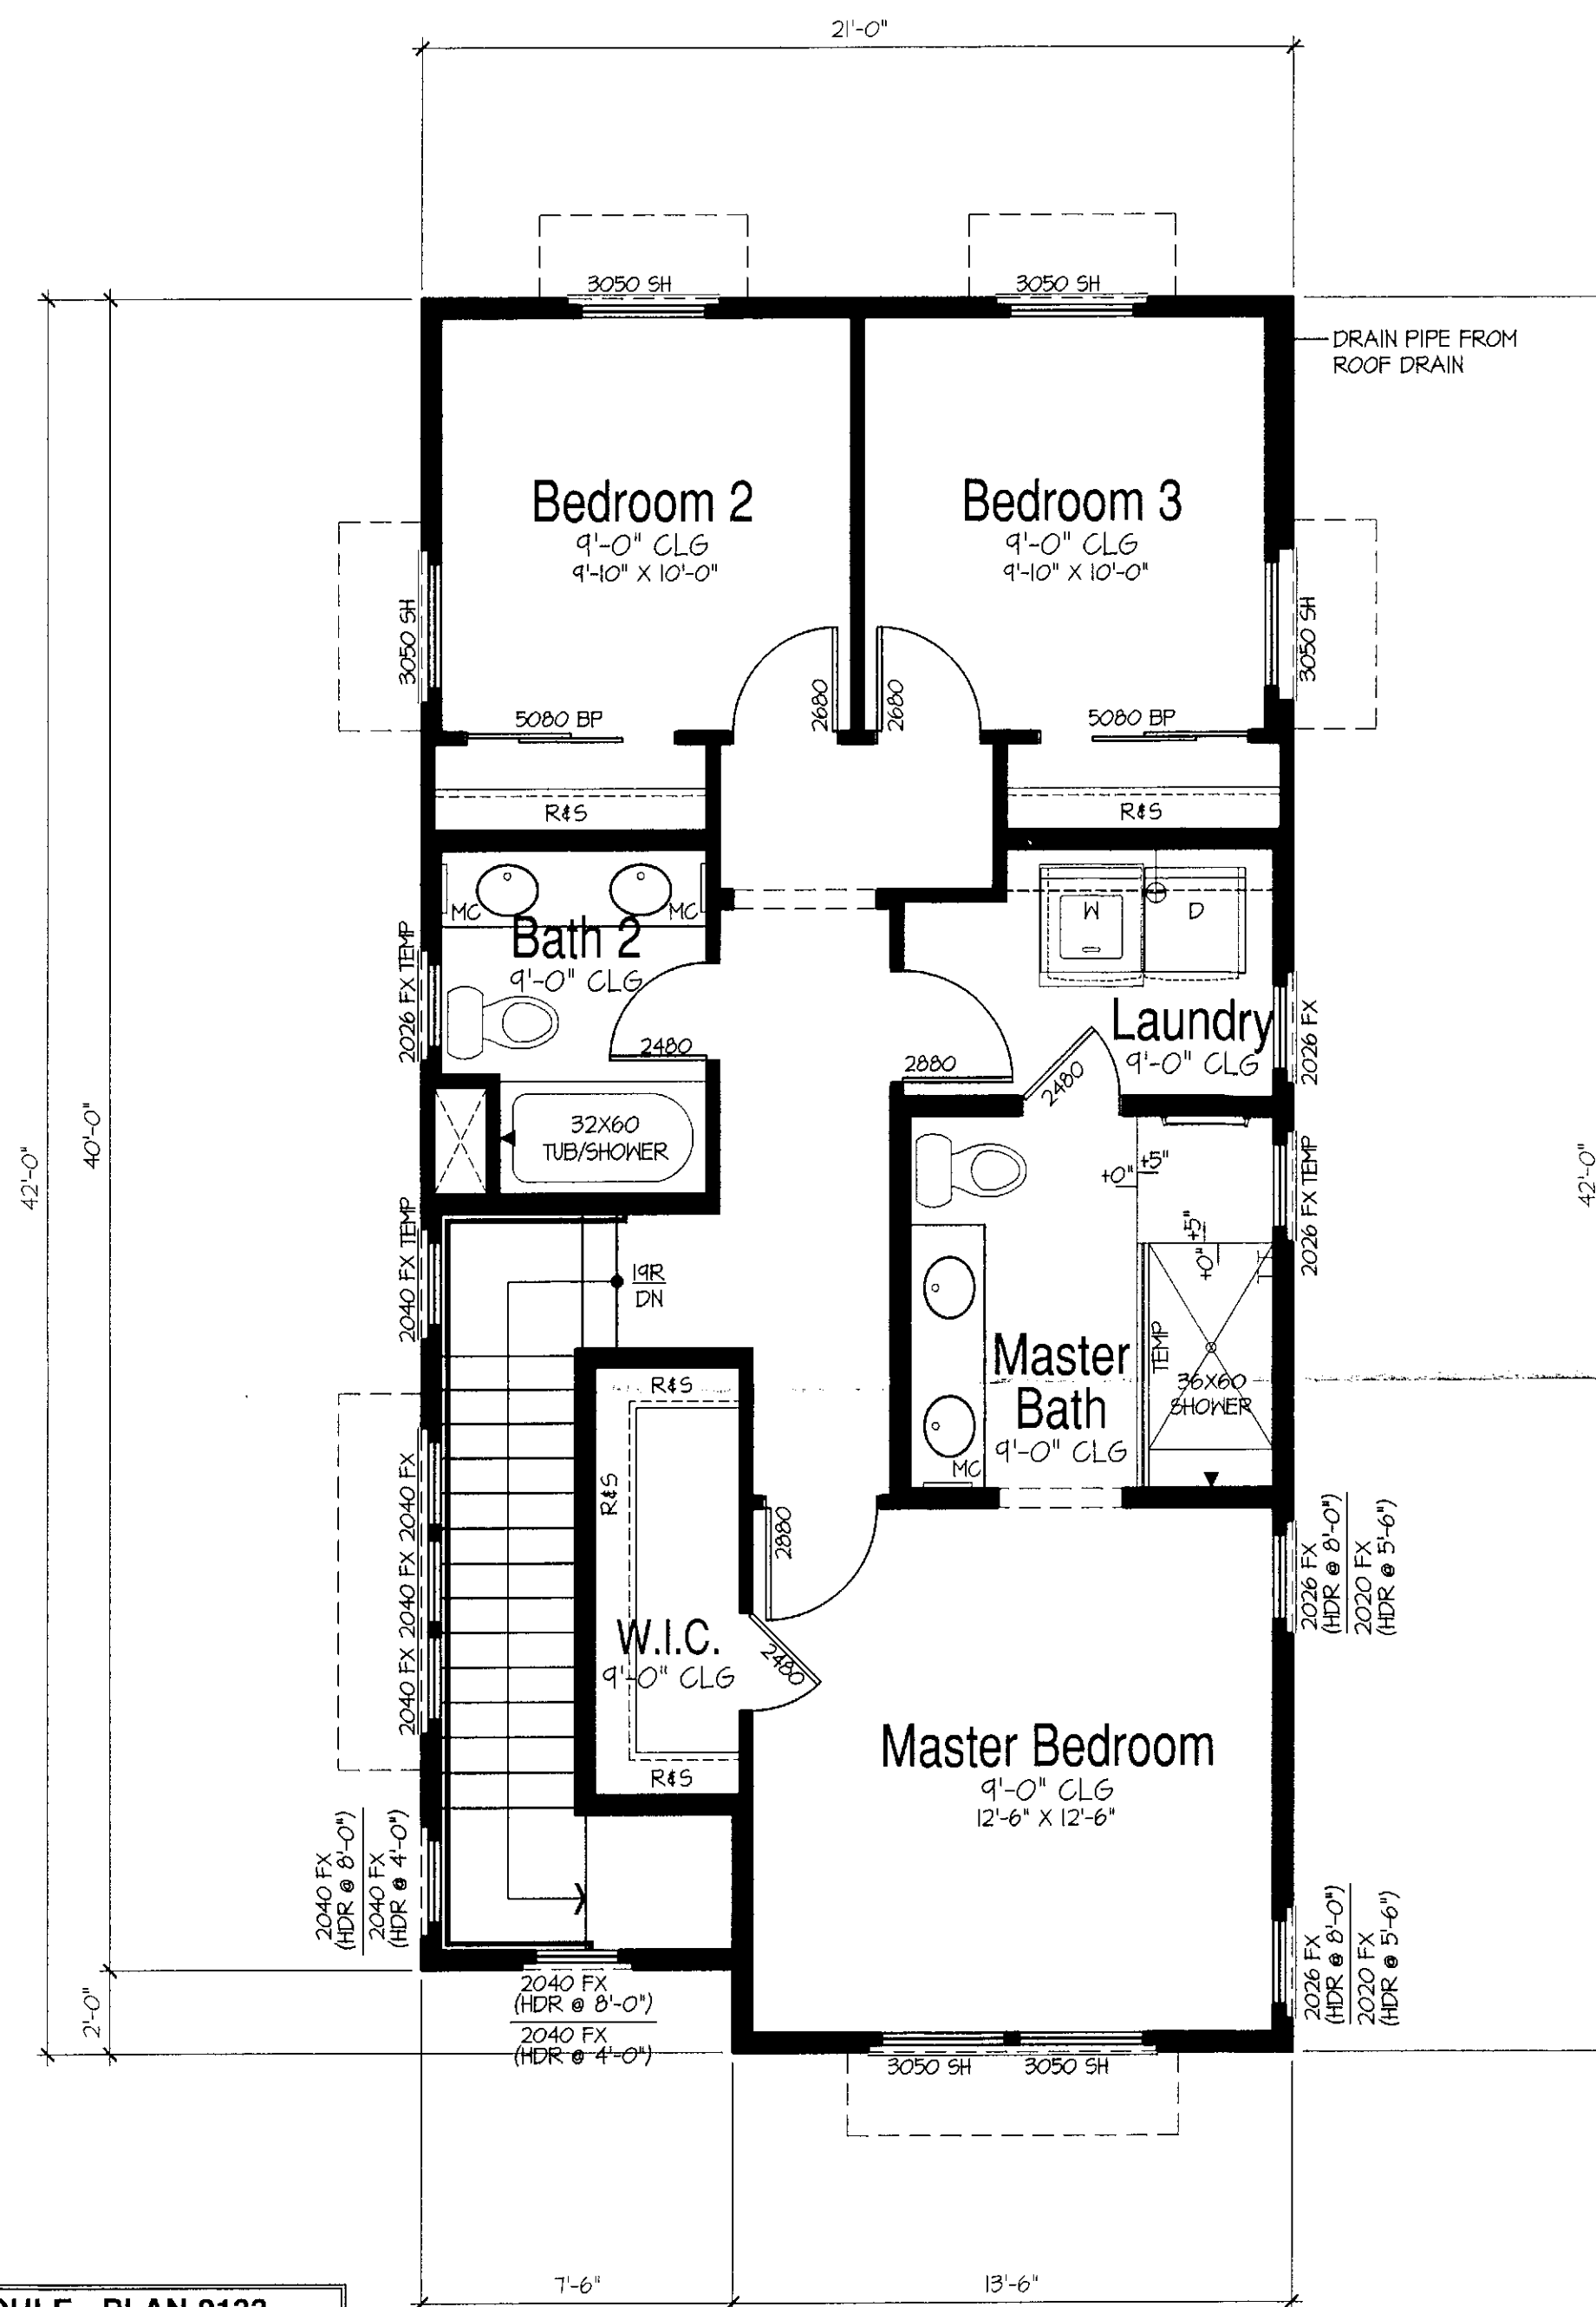 21'-0"
3050 SH
3050 SH
DRAIN PIPE FROM
ROOF DRAIN
Bedroom 2
9'-0" CLG
9'-10" X 10'-0"
Bedroom 3
9'-0" CLG
9'-10" X 10'-0"
3050 SH
3050 SH
2680
2680
5080 BP
5080 BP
R&S
R&S
MC
MC
Bath 2
9'-0" CLG
2026 FX TEMP
2480
W
D
Laundry
9'-0" CLG
2026 FX
2880
2480
32X60
TUB/SHOWER
42'-0"
40'-0"
42'-0"
+0"
+5"
+5"
+0"
2026 FX TEMP
2040 FX TEMP
19R
DN
Master
Bath
9'-0" CLG
TEMP
36X60
SHOWER
MC
R&S
R&S
2040 FX
2040 FX
2040 FX
2880
2026 FX
(HDR @ 8'-0")
2020 FX
(HDR @ 5'-6")
W.I.C.
9'-0" CLG
2480
R&S
Master Bedroom
9'-0" CLG
12'-6" X 12'-6"
2040 FX
(HDR @ 8'-0")
2040 FX
(HDR @ 4'-0")
2026 FX
(HDR @ 8'-0")
2020 FX
(HDR @ 5'-6")
2'-0"
2040 FX
(HDR @ 8'-0")
2040 FX
(HDR @ 4'-0")
3050 SH
3050 SH
7'-6"
13'-6"